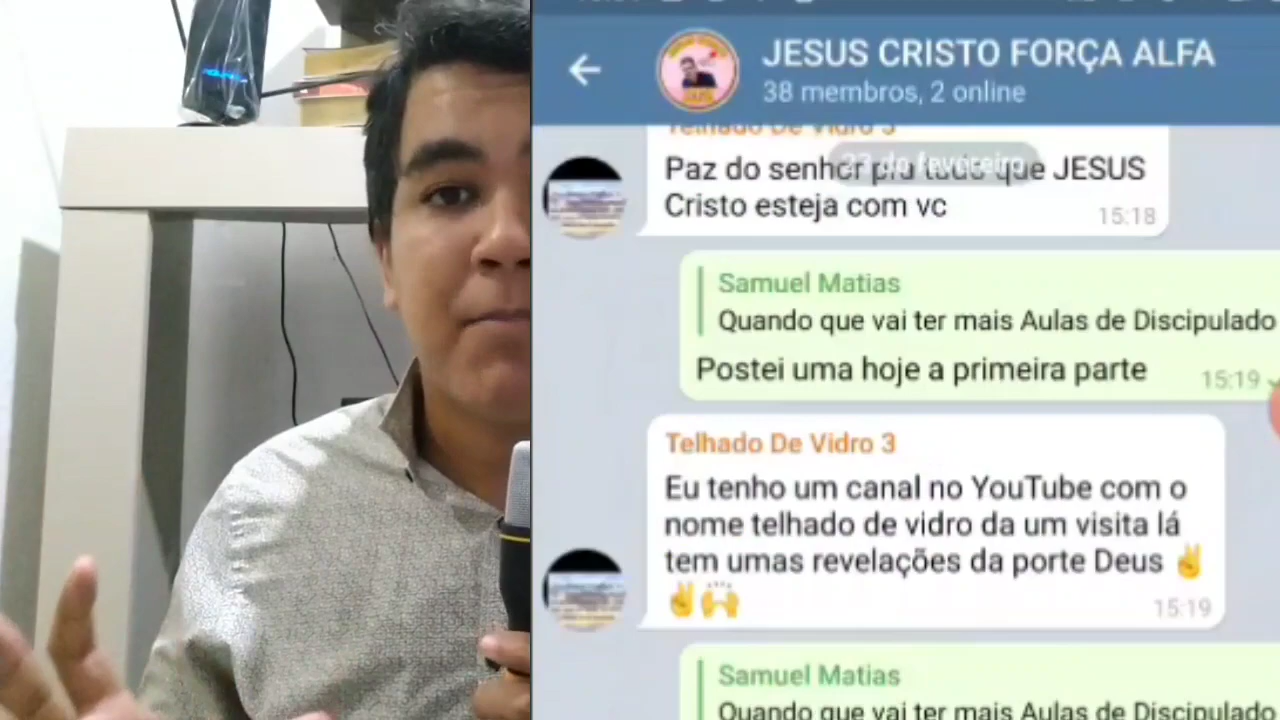 JESUS CRISTO FORÇA ALFA
38 membros, 2 online
Telhado De Vidro 3
23 de fevereiro
Paz do senhor pra tudo que JESUS
Cristo esteja com vc
15:18
Samuel Matias
Quando que vai ter mais Aulas de Discipulado
Postei uma hoje a primeira parte
15:19
Telhado De Vidro 3
Eu tenho um canal no YouTube com o
nome telhado de vidro da um visita lá
tem umas revelações da porte Deus ✌
✌🙌
15:19
Samuel Matias
Quando que vai ter mais Aulas de Discipulado